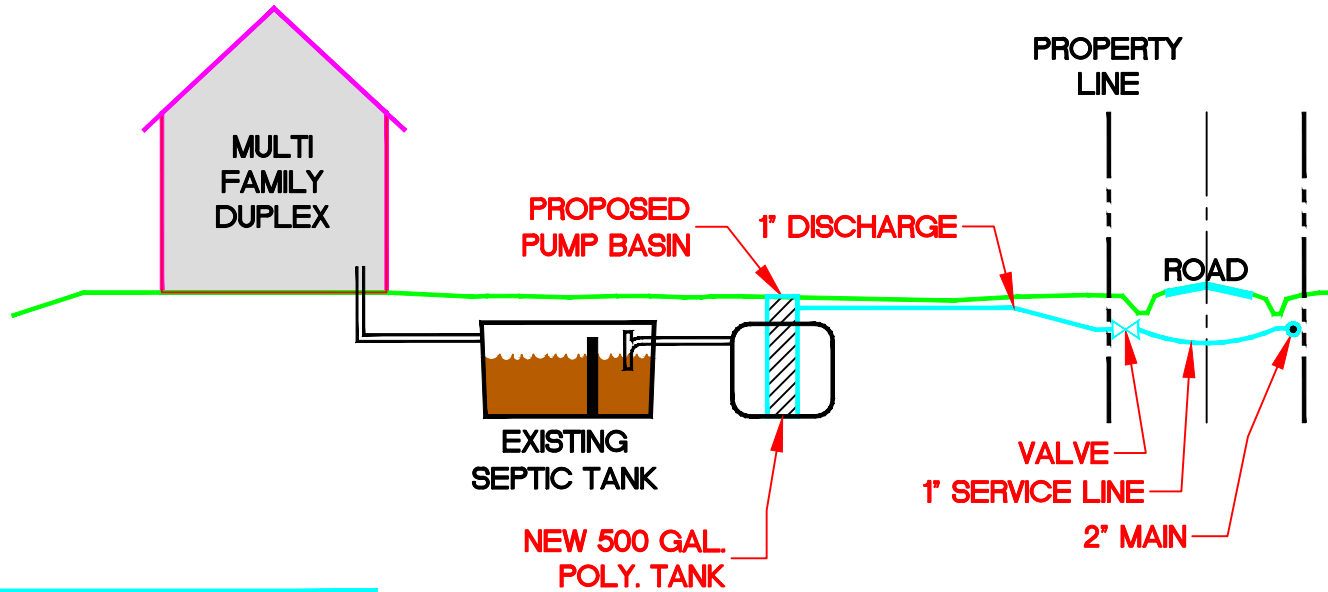 PROPERTY
LINE
MULTI
FAMILY
DUPLEX
PROPOSED
PUMP BASIN
1" DISCHARGE
ROAD
EXISTING
SEPTIC TANK
VALVE
1" SERVICE LINE
2" MAIN
NEW 500 GAL.
POLY. TANK